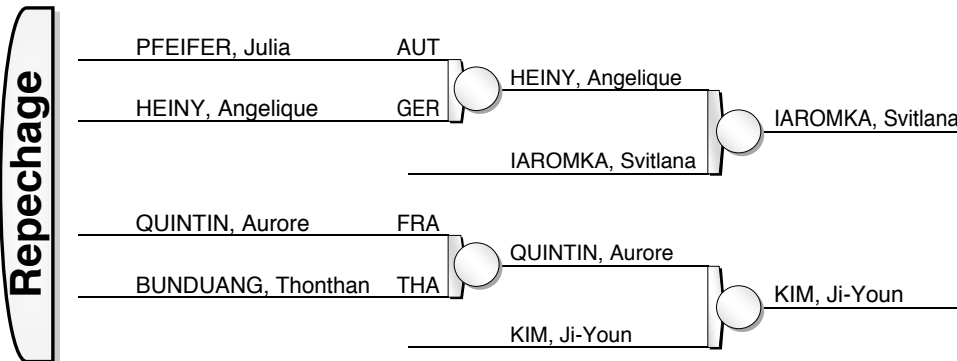 Repechage
PFEIFER, Julia AUT
HEINY, Angelique GER
HEINY, Angelique
IAROMKA, Svitlana
IAROMKA, Svitlana
QUINTIN, Aurore FRA
BUNDUANG, Thonthan THA
QUINTIN, Aurore
KIM, Ji-Youn
KIM, Ji-Youn